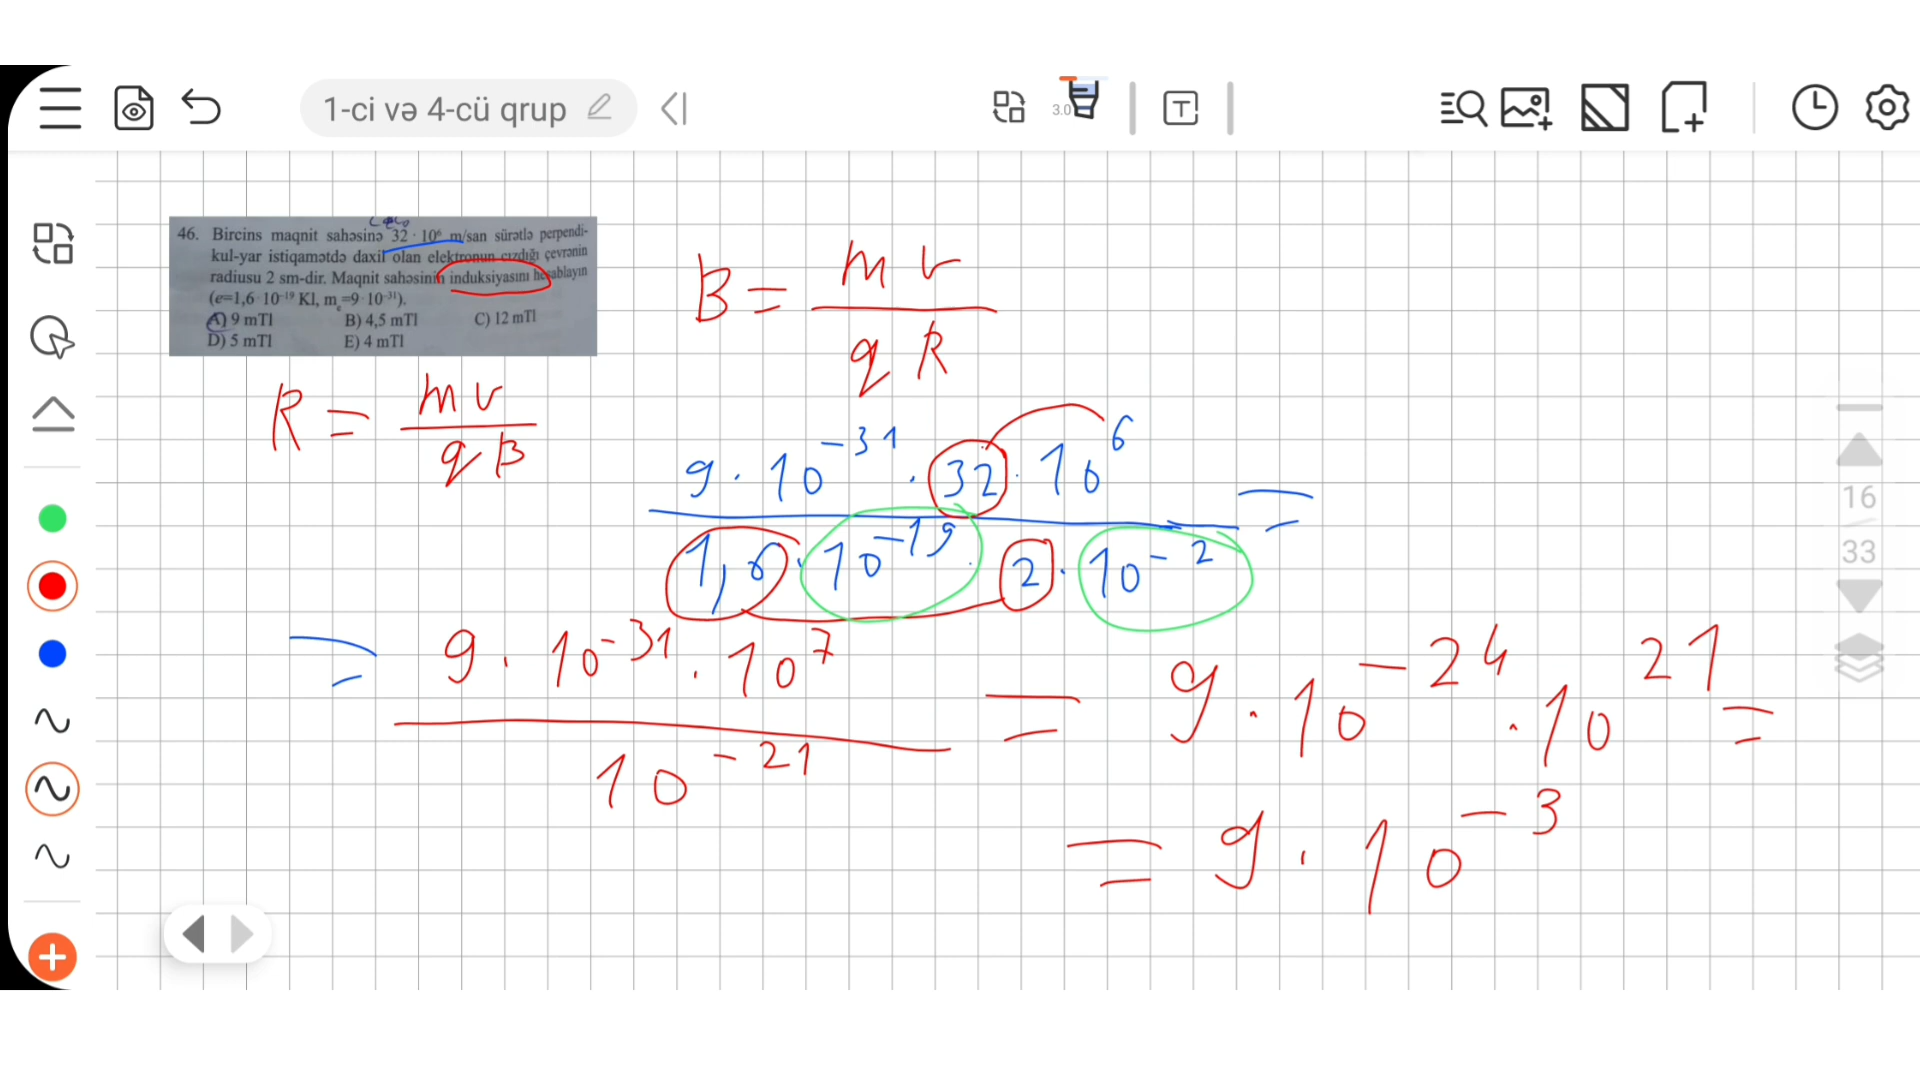 1-ci və 4-cü qrup
3.0
T
46. Bircins maqnit sahəsinə 32 · 10⁶ m/san sürətlə perpendi-
kul-yar istiqamətdə daxil olan elektronun cızdığı çevrənin
radiusu 2 sm-dir. Maqnit sahəsinin induksiyasını hesablayın
(e=1,6·10⁻¹⁹ Kl, mₑ=9·10⁻³¹).
A) 9 mTl B) 4,5 mTl C) 12 mTl
D) 5 mTl E) 4 mTl
B = mv / qR
R = mv / qB
9 · 10⁻³¹ · 32 · 10⁶ / 1,6 · 10⁻¹⁹ · 2 · 10⁻² =
= 9 · 10⁻³¹ · 10⁷ / 10⁻²¹ = 9 · 10⁻²⁴ · 10²¹ =
= 9 · 10⁻³
16
33